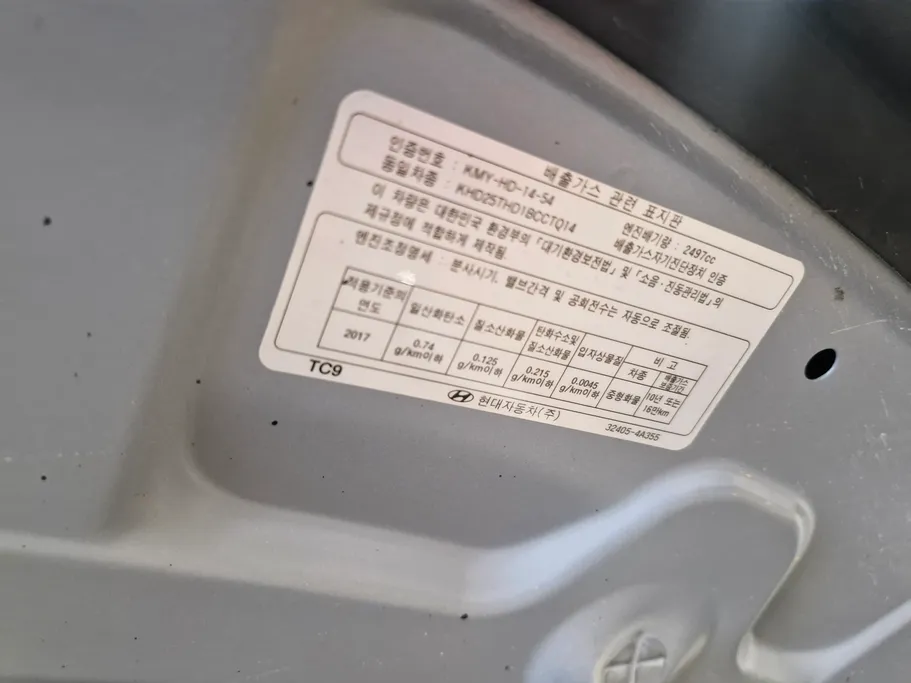 배출가스 관련 표지판
인증번호 : KMY-HD-14-54 엔진배기량 : 2497cc
동일차종 : KHD25THD1BCCTQ14 배출가스자기진단장치 인증
이 차량은 대한민국 환경부의 「대기환경보전법」 및 「소음·진동관리법」의
제규정에 적합하게 제작됨.
엔진조정명세 : 분사시기, 밸브간격 및 공회전수는 자동으로 조절됨.
적용기준의 연도 일산화탄소 질소산화물 탄화수소및 질소산화물 입자상물질 비 고
차종 배출가스 보증기간
2017 0.74 g/km이하 0.125 g/km이하 0.215 g/km이하 0.0045 g/km이하 중형화물 10년 또는 16만km
TC9 현대자동차(주) 32405-4A355